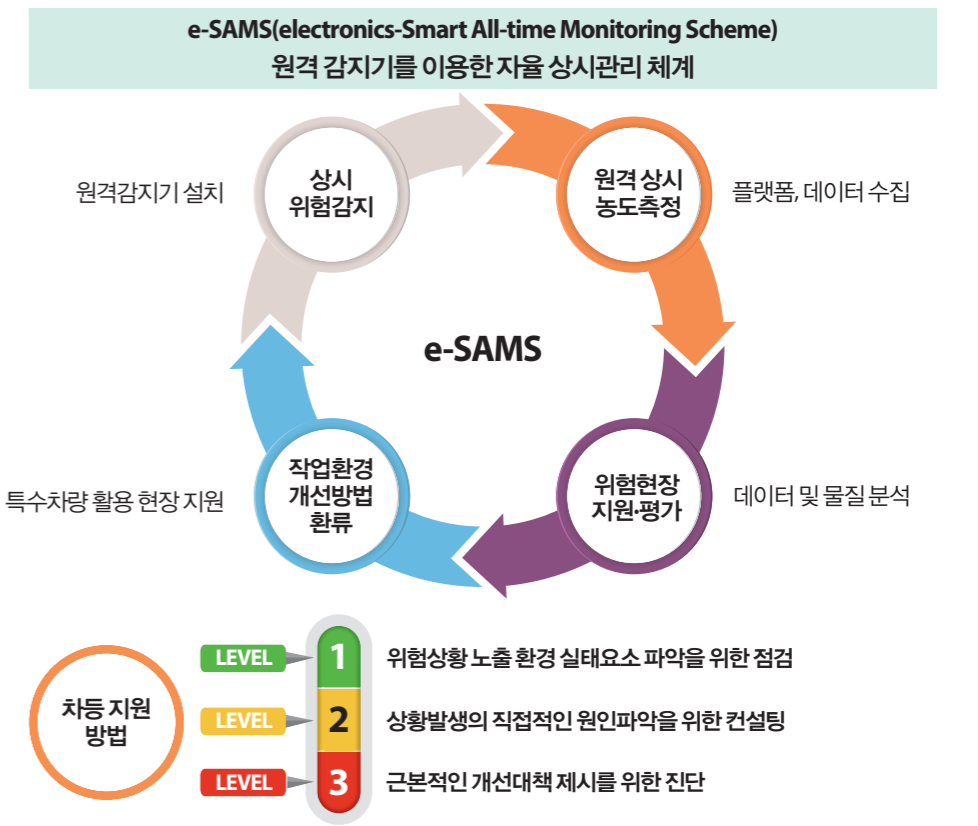 e-SAMS(electronics-Smart All-time Monitoring Scheme)
원격 감지기를 이용한 자율 상시관리 체계
원격감지기 설치
상시
위험감지
원격 상시
농도측정
플랫폼, 데이터 수집
e-SAMS
특수차량 활용 현장 지원
작업환경
개선방법
환류
위험현장
지원·평가
데이터 및 물질 분석
차등 지원
방법
LEVEL 1 위험상황 노출 환경 실태요소 파악을 위한 점검
LEVEL 2 상황발생의 직접적인 원인파악을 위한 컨설팅
LEVEL 3 근본적인 개선대책 제시를 위한 진단